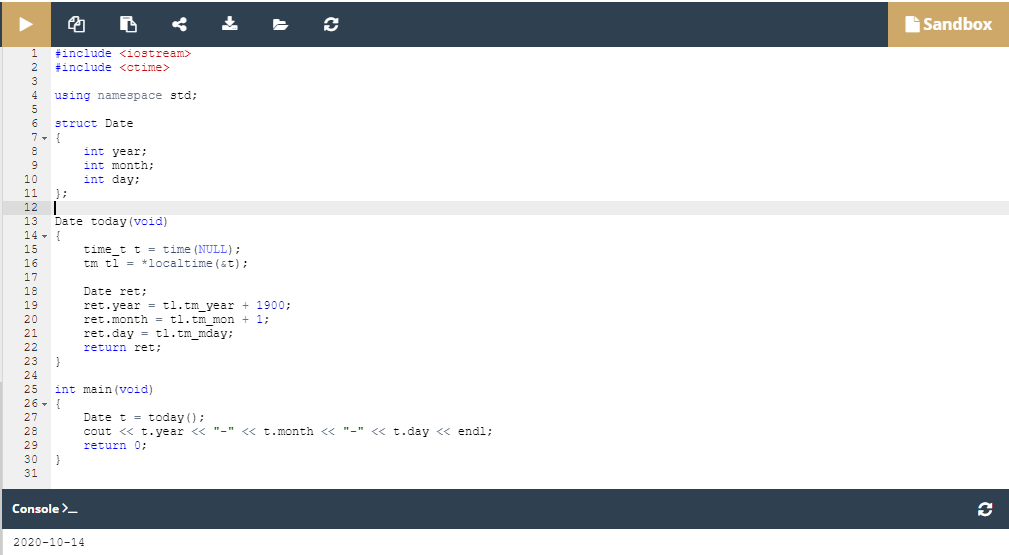 Sandbox
1 #include <iostream>
2 #include <ctime>
3
4 using namespace std;
5
6 struct Date
7 {
8     int year;
9     int month;
10     int day;
11 };
12
13 Date today(void)
14 {
15     time_t t = time(NULL);
16     tm tl = *localtime(&t);
17
18     Date ret;
19     ret.year = tl.tm_year + 1900;
20     ret.month = tl.tm_mon + 1;
21     ret.day = tl.tm_mday;
22     return ret;
23 }
24
25 int main(void)
26 {
27     Date t = today();
28     cout << t.year << "-" << t.month << "-" << t.day << endl;
29     return 0;
30 }
31
Console
2020-10-14